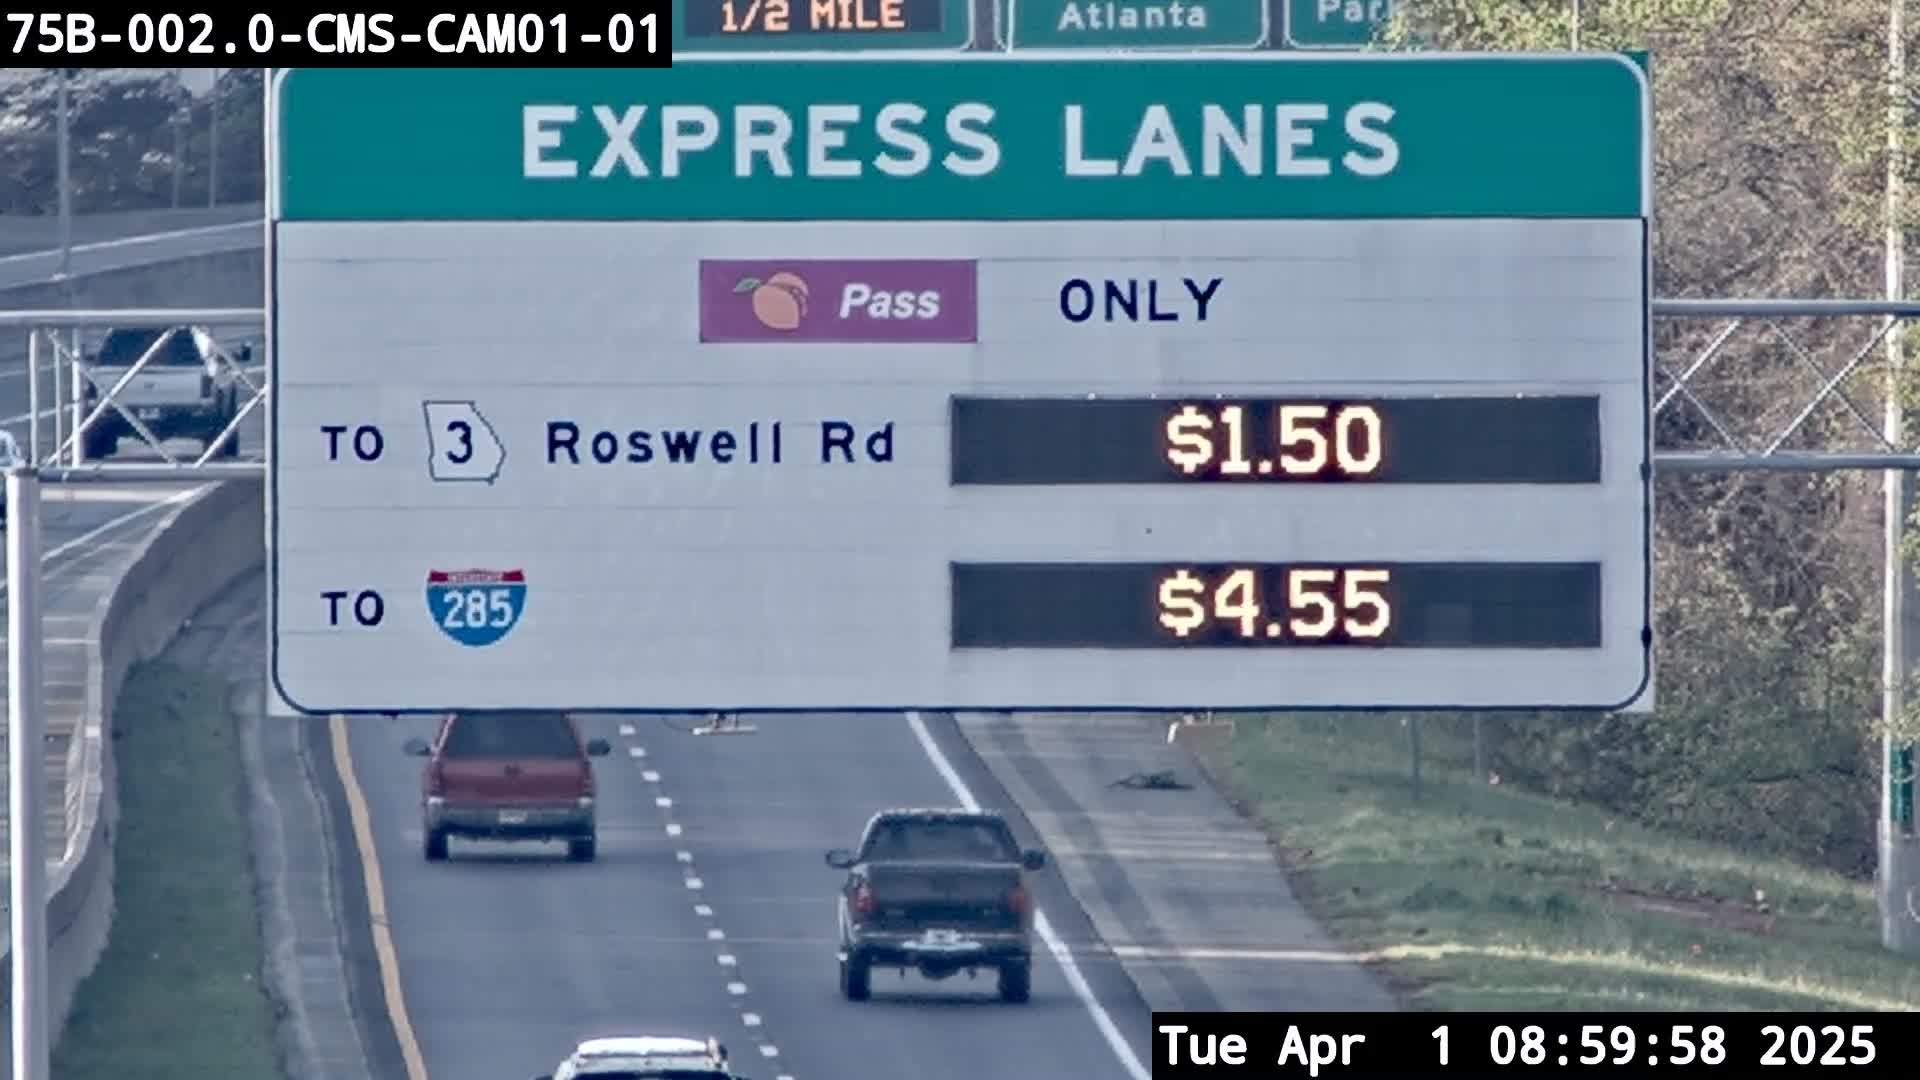 75B-002.0-CMS-CAM01-01
1/2 MILE
Atlanta
EXPRESS LANES
Pass ONLY
TO 3 Roswell Rd $1.50
TO 285 $4.55
Tue Apr 1 08:59:58 2025